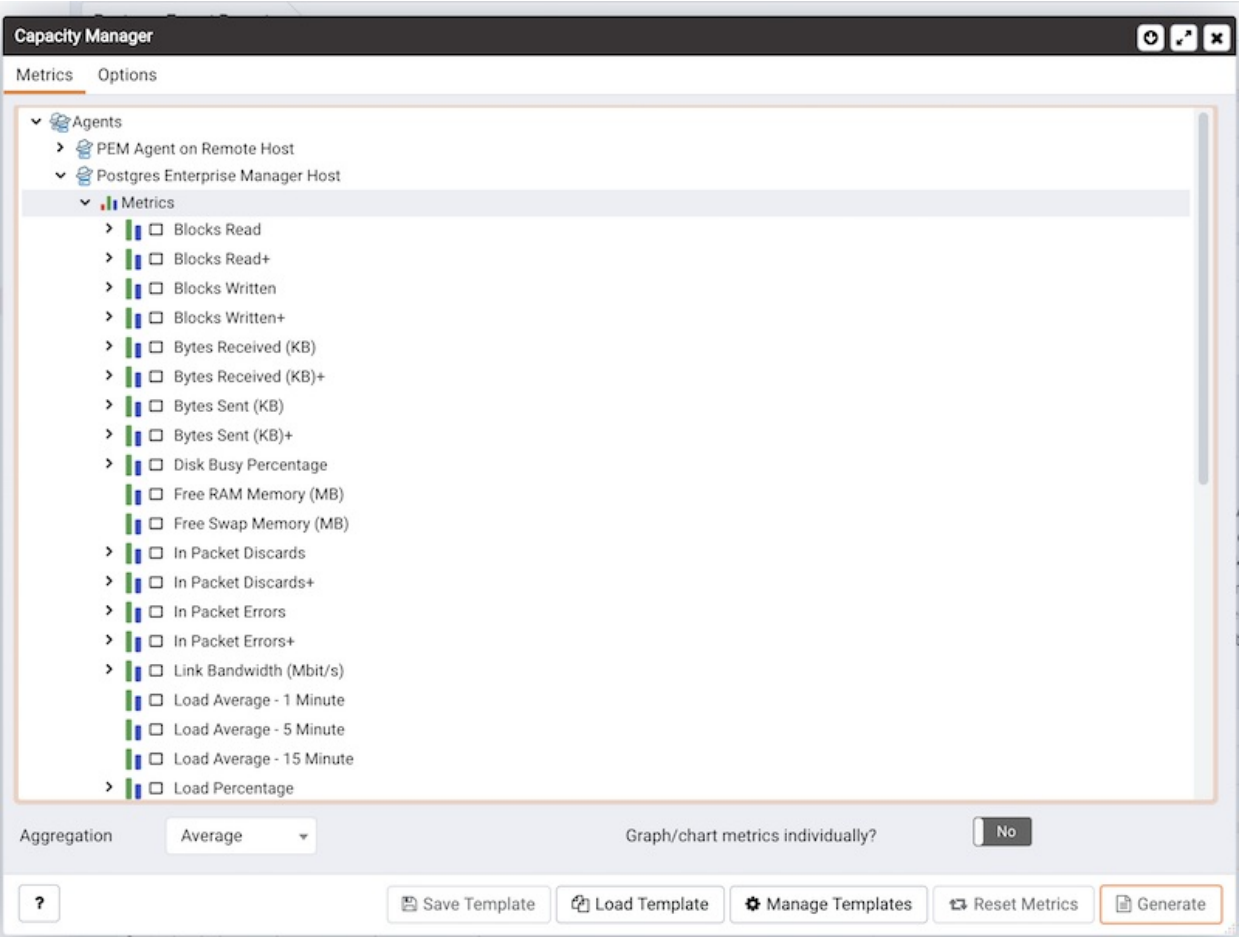 Capacity Manager
Metrics Options
Agents
PEM Agent on Remote Host
Postgres Enterprise Manager Host
Metrics
Blocks Read
Blocks Read+
Blocks Written
Blocks Written+
Bytes Received (KB)
Bytes Received (KB)+
Bytes Sent (KB)
Bytes Sent (KB)+
Disk Busy Percentage
Free RAM Memory (MB)
Free Swap Memory (MB)
In Packet Discards
In Packet Discards+
In Packet Errors
In Packet Errors+
Link Bandwidth (Mbit/s)
Load Average - 1 Minute
Load Average - 5 Minute
Load Average - 15 Minute
Load Percentage
Aggregation Average Graph/chart metrics individually? No
? Save Template Load Template Manage Templates Reset Metrics Generate